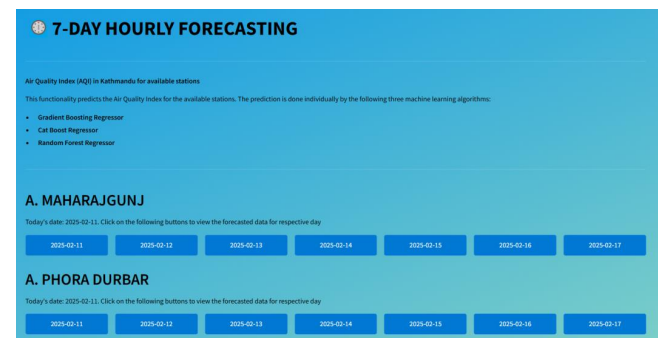 7-DAY HOURLY FORECASTING
Air Quality Index (AQI) in Kathmandu for available stations
This functionality predicts the Air Quality Index for the available stations. The prediction is done individually by the following three machine learning algorithms:
• Gradient Boosting Regressor
• Cat Boost Regressor
• Random Forest Regressor
A. MAHARAJGUNJ
Today's date: 2025-02-11. Click on the following buttons to view the forecasted data for respective day
2025-02-11 2025-02-12 2025-02-13 2025-02-14 2025-02-15 2025-02-16 2025-02-17
A. PHORA DURBAR
Today's date: 2025-02-11. Click on the following buttons to view the forecasted data for respective day
2025-02-11 2025-02-12 2025-02-13 2025-02-14 2025-02-15 2025-02-16 2025-02-17